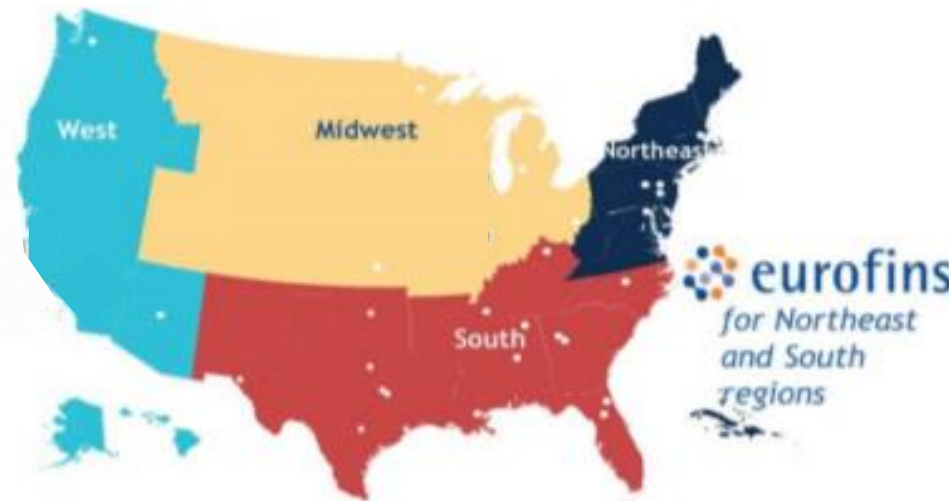 West
Midwest
Northeast
South
eurofins
for Northeast
and South
regions